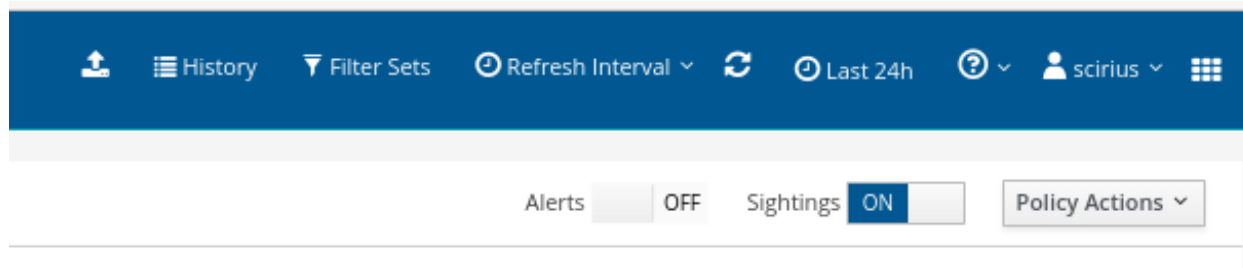 History Filter Sets Refresh Interval Last 24h ? scirius
Alerts OFF Sightings ON Policy Actions